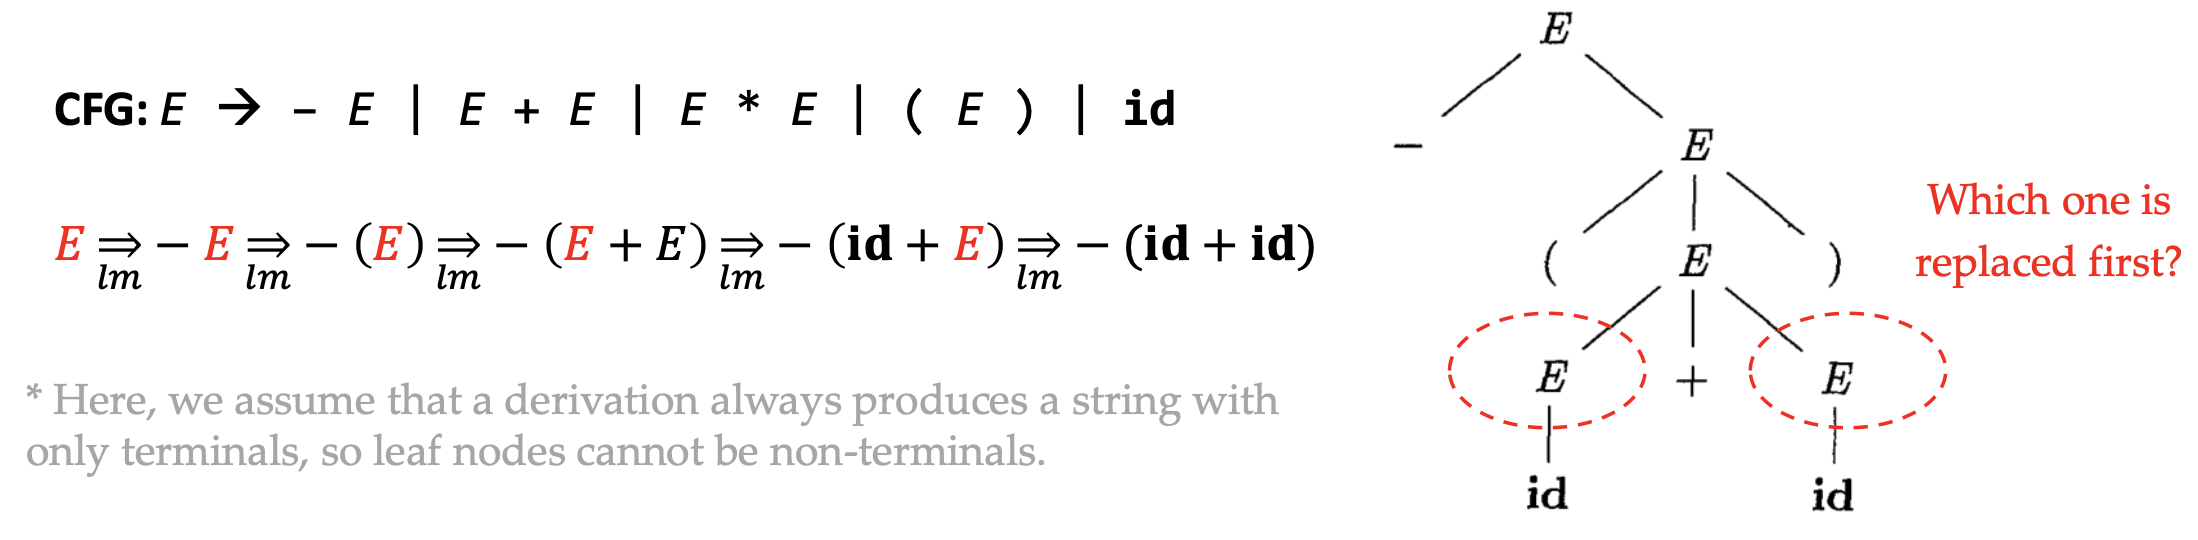 CFG: E → – E | E + E | E * E | ( E ) | id
E ⇒lm – E ⇒lm – (E) ⇒lm – (E + E) ⇒lm – (id + E) ⇒lm – (id + id)
* Here, we assume that a derivation always produces a string with
only terminals, so leaf nodes cannot be non-terminals.
E
– E
( E )
E + E
id id
Which one is
replaced first?